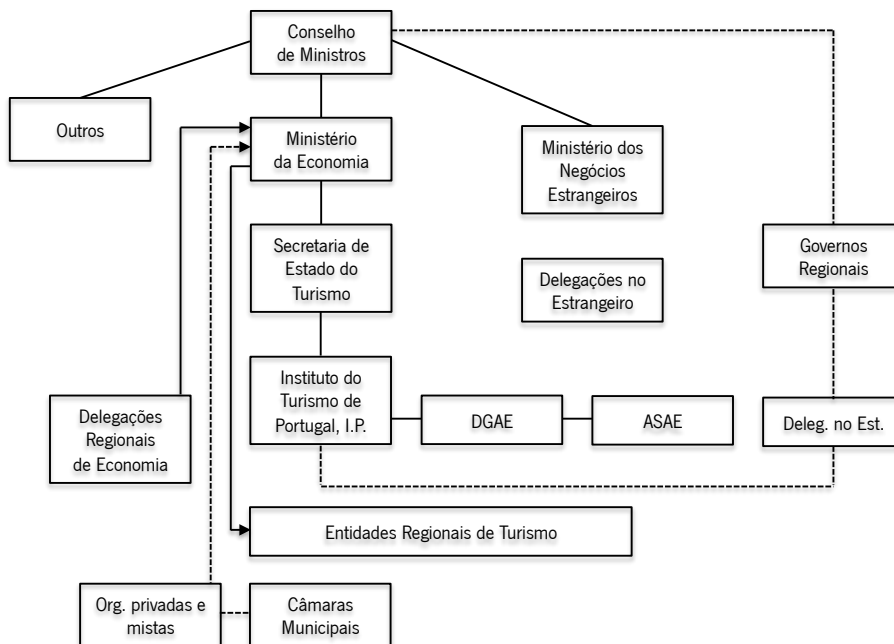 Conselho
de Ministros
Outros
Ministério
da Economia
Ministério dos
Negócios
Estrangeiros
Secretaria de
Estado do
Turismo
Governos
Regionais
Delegações no
Estrangeiro
Instituto do
Turismo de
Portugal, I.P.
Delegações
Regionais
de Economia
DGAE
ASAE
Deleg. no Est.
Entidades Regionais de Turismo
Org. privadas e
mistas
Câmaras
Municipais